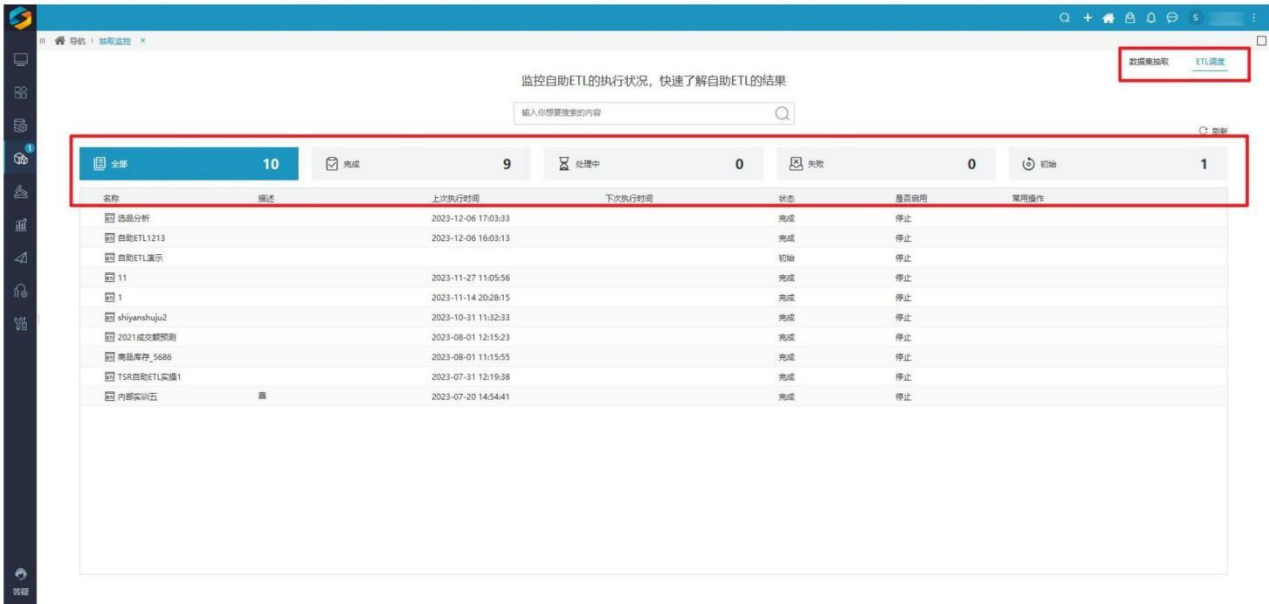 S
导航 抽取监控 ×
数据集抽取 ETL调度
监控自助ETL的执行状况，快速了解自助ETL的结果
输入你想要搜索的内容
刷新
1
全部 10 完成 9 处理中 0 失败 0 初始 1
名称 描述 上次执行时间 下次执行时间 状态 是否启用 常用操作
选品分析 2023-12-06 17:03:33 完成 停止
自助ETL1213 2023-12-06 16:03:13 完成 停止
自助ETL演示 初始 停止
11 2023-11-27 11:05:56 完成 停止
1 2023-11-14 20:28:15 完成 停止
shiyanshuju2 2023-10-31 11:32:33 完成 停止
2021成交额预测 2023-08-01 12:15:23 完成 停止
商品库存_5686 2023-08-01 11:15:55 完成 停止
TSR自助ETL实操1 2023-07-31 12:19:38 完成 停止
内部实训五 2023-07-20 14:54:41 完成 停止
答疑